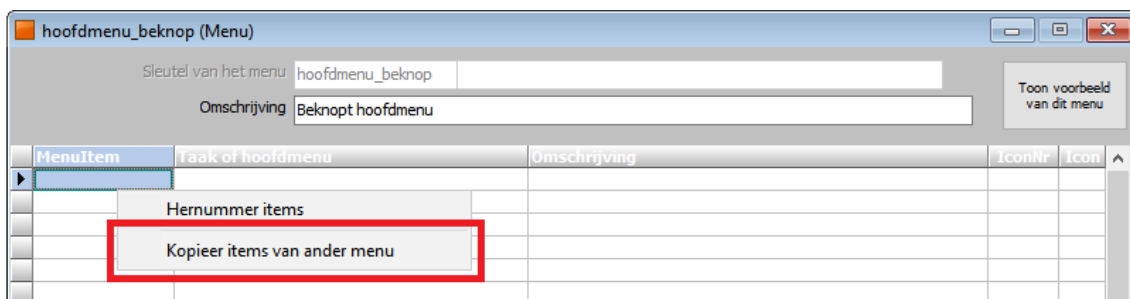 hoofdmenu_beknop (Menu)
Sleutel van het menu hoofdmenu_beknop
Omschrijving Beknopt hoofdmenu
Toon voorbeeld
van dit menu
MenuItem Taak of hoofdmenu Omschrijving IconNr Icon
Hernummer items
Kopieer items van ander menu